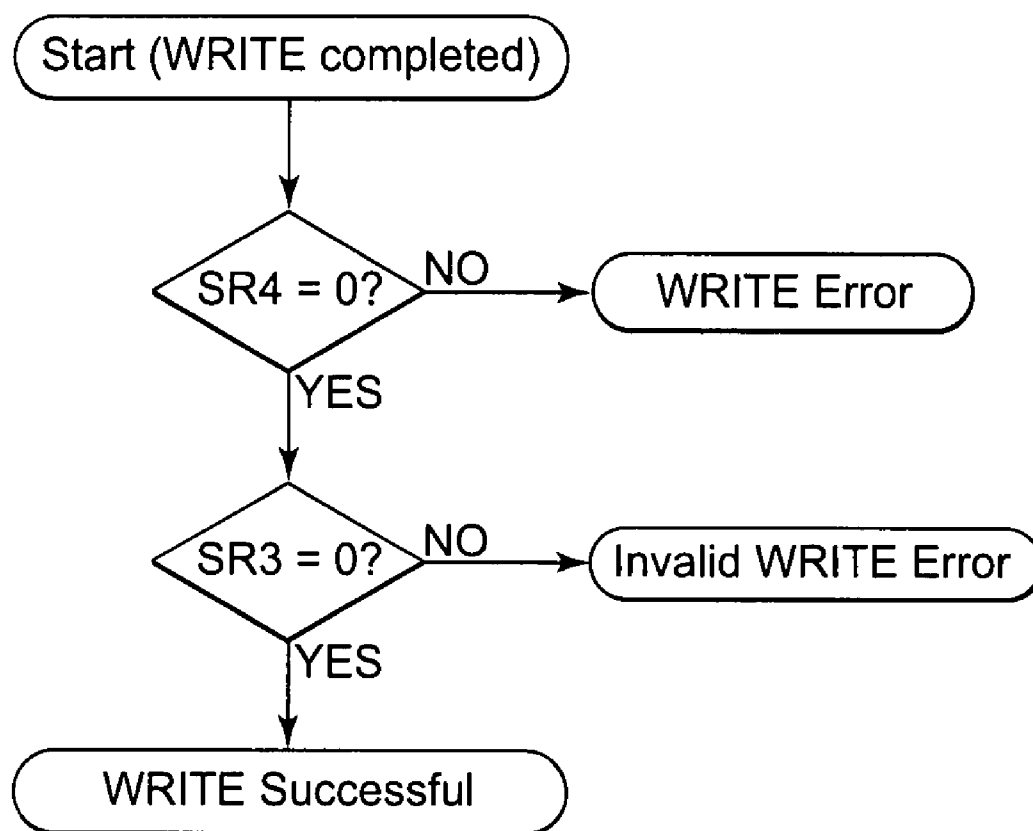 Start (WRITE completed)
SR4 = 0?
NO
WRITE Error
YES
SR3 = 0?
NO
Invalid WRITE Error
YES
WRITE Successful